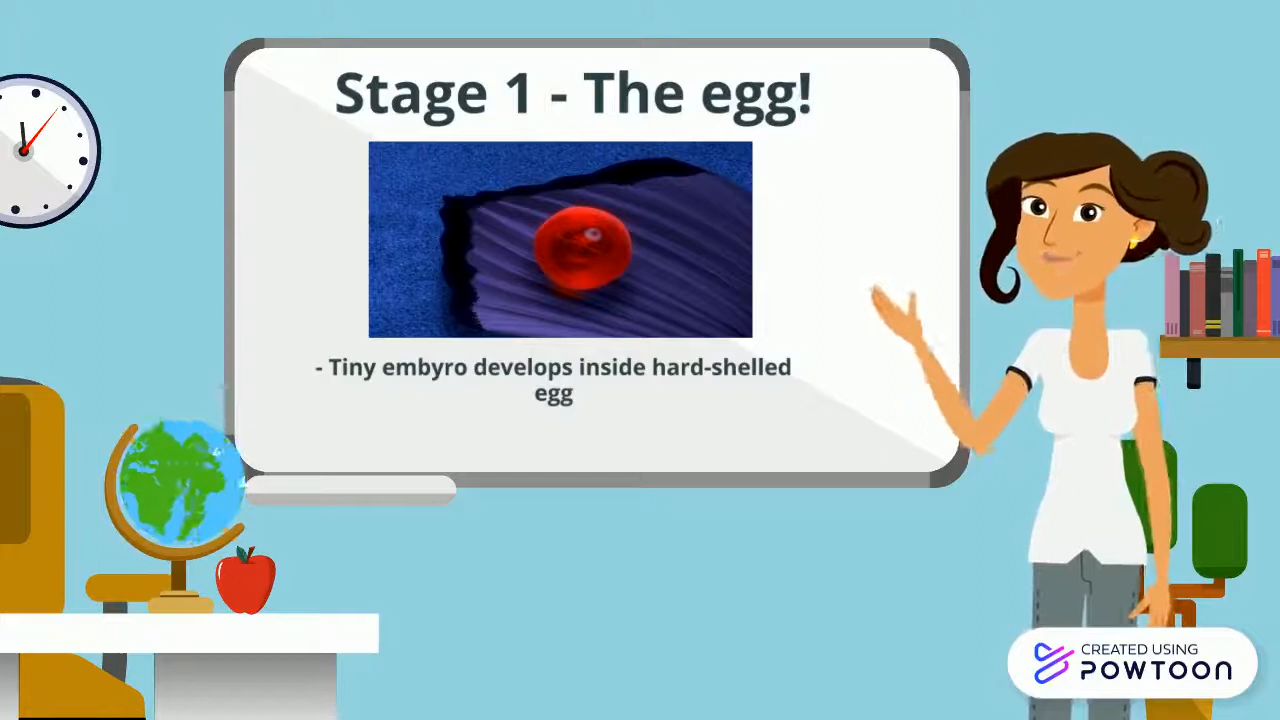 Stage 1 - The egg!
- Tiny embyro develops inside hard-shelled
egg
CREATED USING
POWTOON